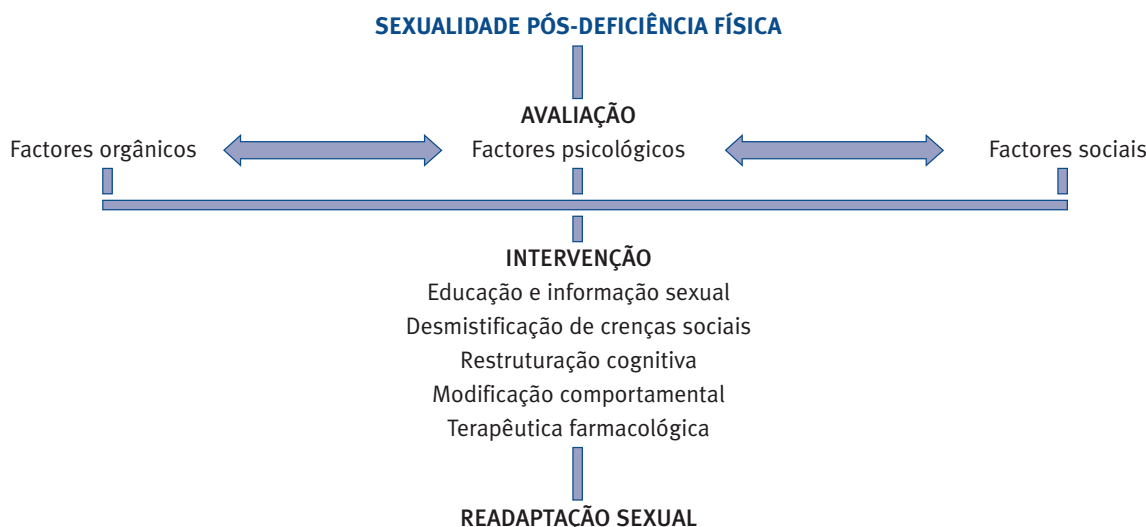 SEXUALIDADE PÓS-DEFICIÊNCIA FÍSICA
AVALIAÇÃO
Factores orgânicos Factores psicológicos Factores sociais
INTERVENÇÃO
Educação e informação sexual
Desmistificação de crenças sociais
Restruturação cognitiva
Modificação comportamental
Terapêutica farmacológica
READAPTAÇÃO SEXUAL